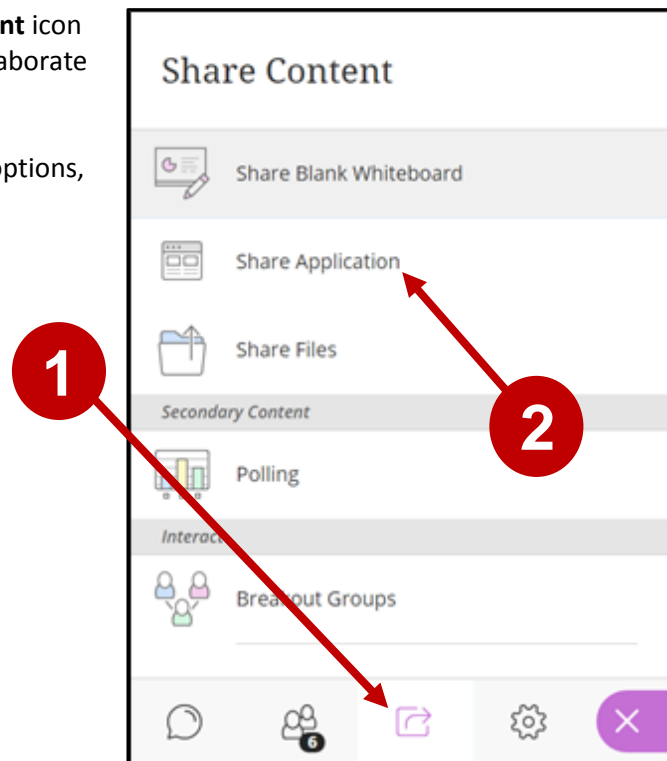 nt icon
aborate
options,
Share Content
Share Blank Whiteboard
Share Application
Share Files
1
Secondary Content
2
Polling
Interact
Breakout Groups
6